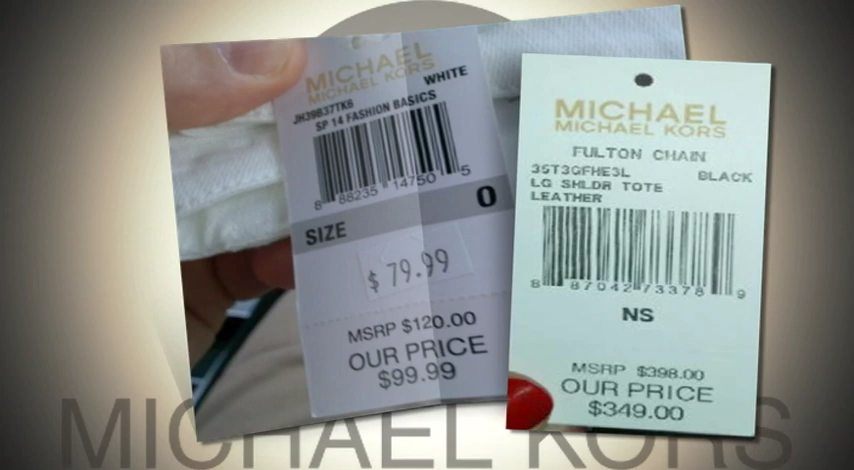 MICHAEL
MICHAEL KORS
WHITE
JH39B37TK6
SP 14 FASHION BASICS
8 88235 14750 5
SIZE 0
$79.99
MSRP $120.00
OUR PRICE
$99.99
MICHAEL
MICHAEL KORS
FULTON CHAIN
35T3GFHE3L BLACK
LG SHLDR TOTE
LEATHER
8 87042 73378 9
NS
MSRP $398.00
OUR PRICE
$349.00
MICHAEL KORS